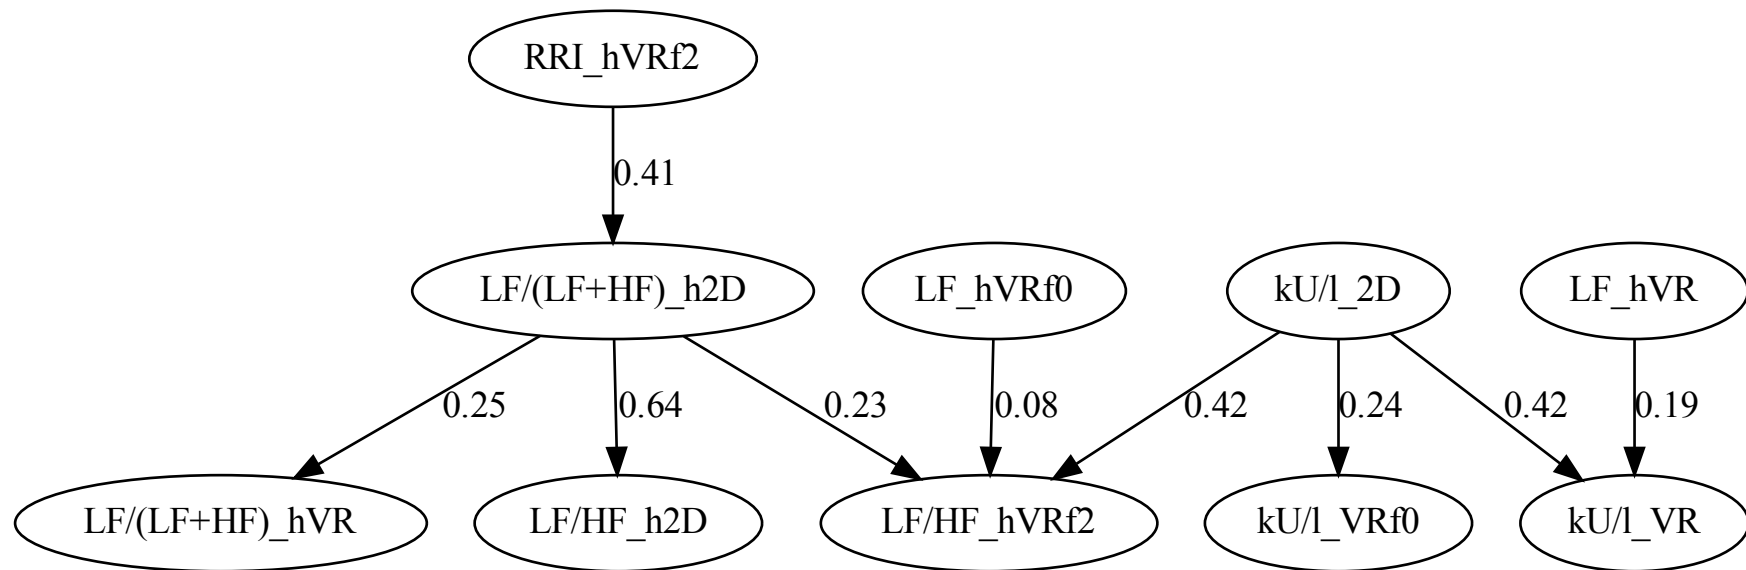 RRI_hVRf2
0.41
LF/(LF+HF)_h2D
LF_hVRf0
kU/l_2D
LF_hVR
0.25
0.64
0.23
0.08
0.42
0.24
0.42
0.19
LF/(LF+HF)_hVR
LF/HF_h2D
LF/HF_hVRf2
kU/l_VRf0
kU/l_VR